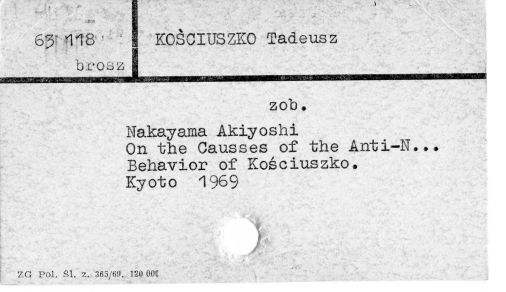 63 118
KOŚCIUSZKO Tadeusz
brosz
zob.
Nakayama Akiyoshi
On the Causses of the Anti-N...
Behavior of Kościuszko.
Kyoto 1969
ZG Pol. Śl. z. 365/69. 120 000